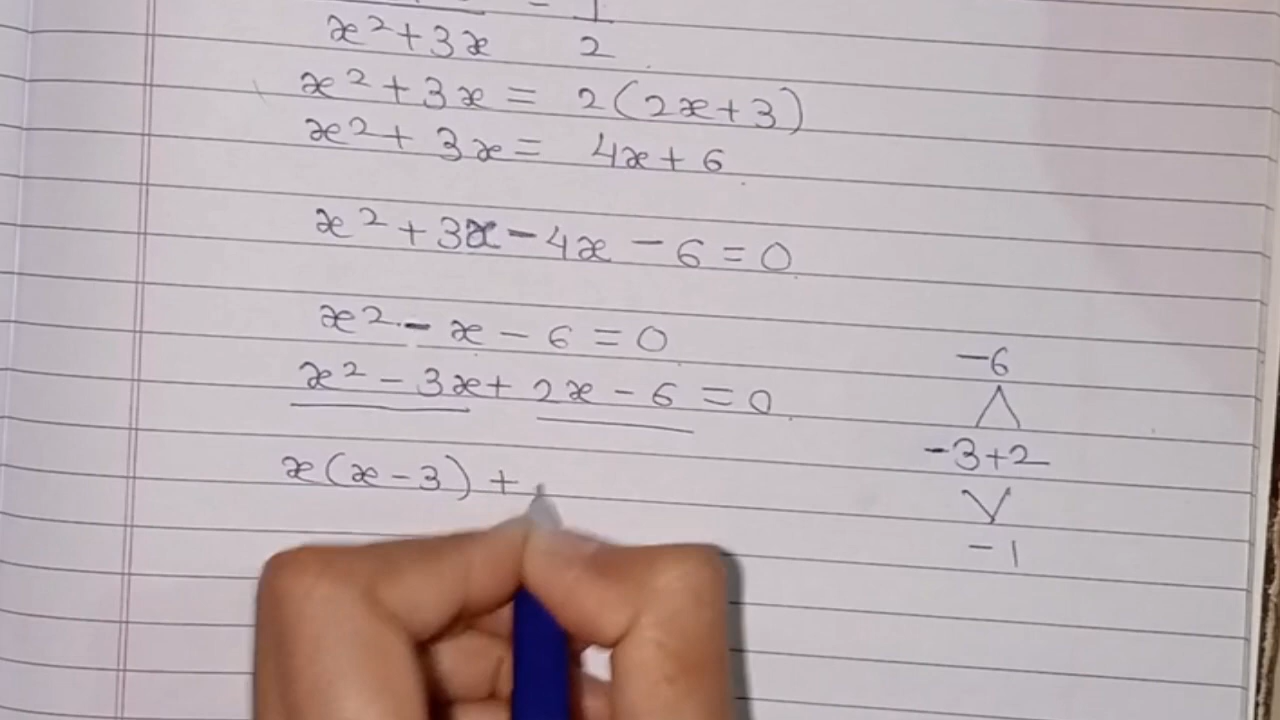 = 1
x² + 3x 2
x² + 3x = 2(2x+3)
x² + 3x = 4x + 6
x² + 3x - 4x - 6 = 0
x² - x - 6 = 0
x² - 3x + 2x - 6 = 0
x(x - 3) +
-6
-3+2
-1